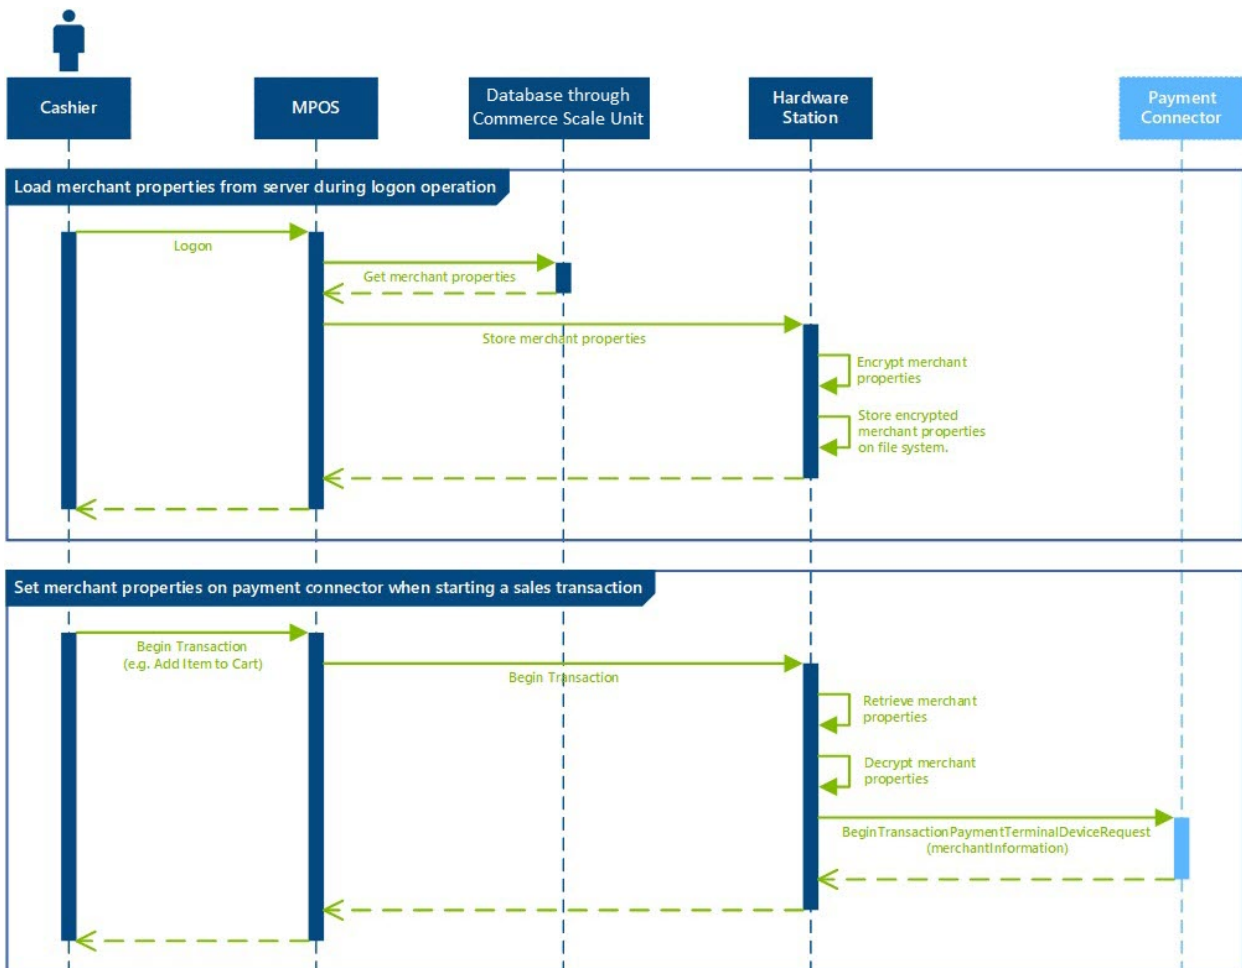 Cashier
MPOS
Database through
Commerce Scale Unit
Hardware
Station
Payment
Connector
Load merchant properties from server during logon operation
Logon
Get merchant properties
Store merchant properties
Encrypt merchant
properties
Store encrypted
merchant properties
on file system.
Set merchant properties on payment connector when starting a sales transaction
Begin Transaction
(e.g. Add Item to Cart)
Begin Transaction
Retrieve merchant
properties
Decrypt merchant
properties
BeginTransactionPaymentTerminalDeviceRequest
(merchantInformation)